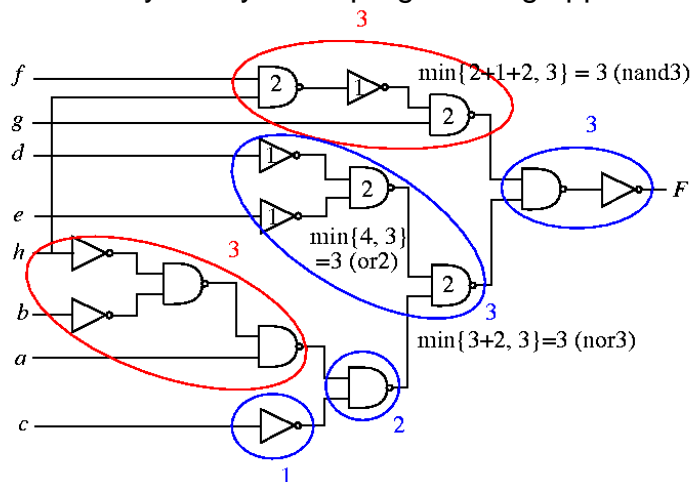 3
f
2
1
min{2+1+2, 3} = 3 (nand3)
g
2
3
d
1
2
F
e
1
min{4, 3}
=3 (or2)
h
3
2
3
b
min{3+2, 3}=3 (nor3)
a
2
c
1